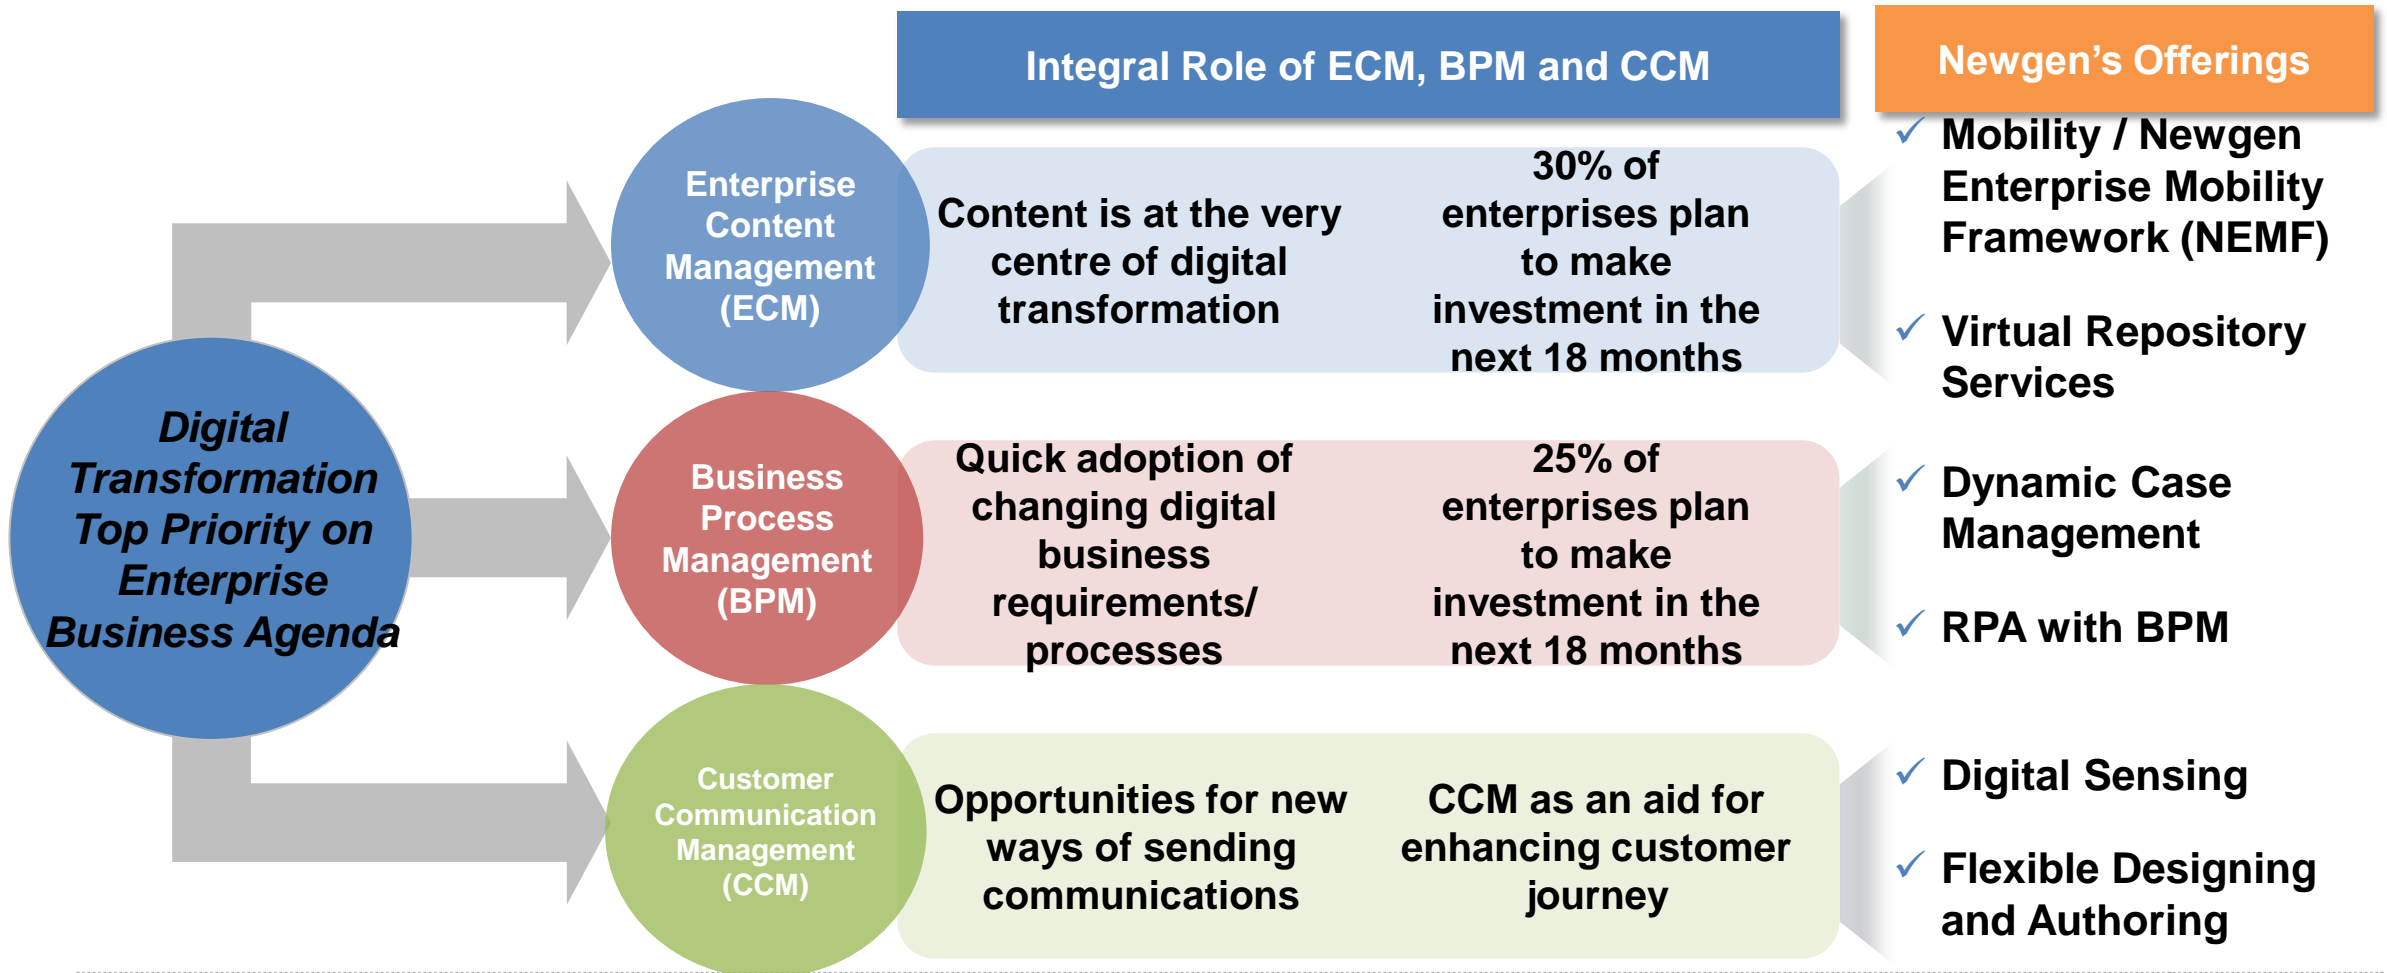 Integral Role of ECM, BPM and CCM
Newgen’s Offerings
Digital
Transformation
Top Priority on
Enterprise
Business Agenda
Enterprise
Content
Management
(ECM)
Content is at the very
centre of digital
transformation
30% of
enterprises plan
to make
investment in the
next 18 months
✓ Mobility / Newgen
Enterprise Mobility
Framework (NEMF)
✓ Virtual Repository
Services
Business
Process
Management
(BPM)
Quick adoption of
changing digital
business
requirements/
processes
25% of
enterprises plan
to make
investment in the
next 18 months
✓ Dynamic Case
Management
✓ RPA with BPM
Customer
Communication
Management
(CCM)
Opportunities for new
ways of sending
communications
CCM as an aid for
enhancing customer
journey
✓ Digital Sensing
✓ Flexible Designing
and Authoring